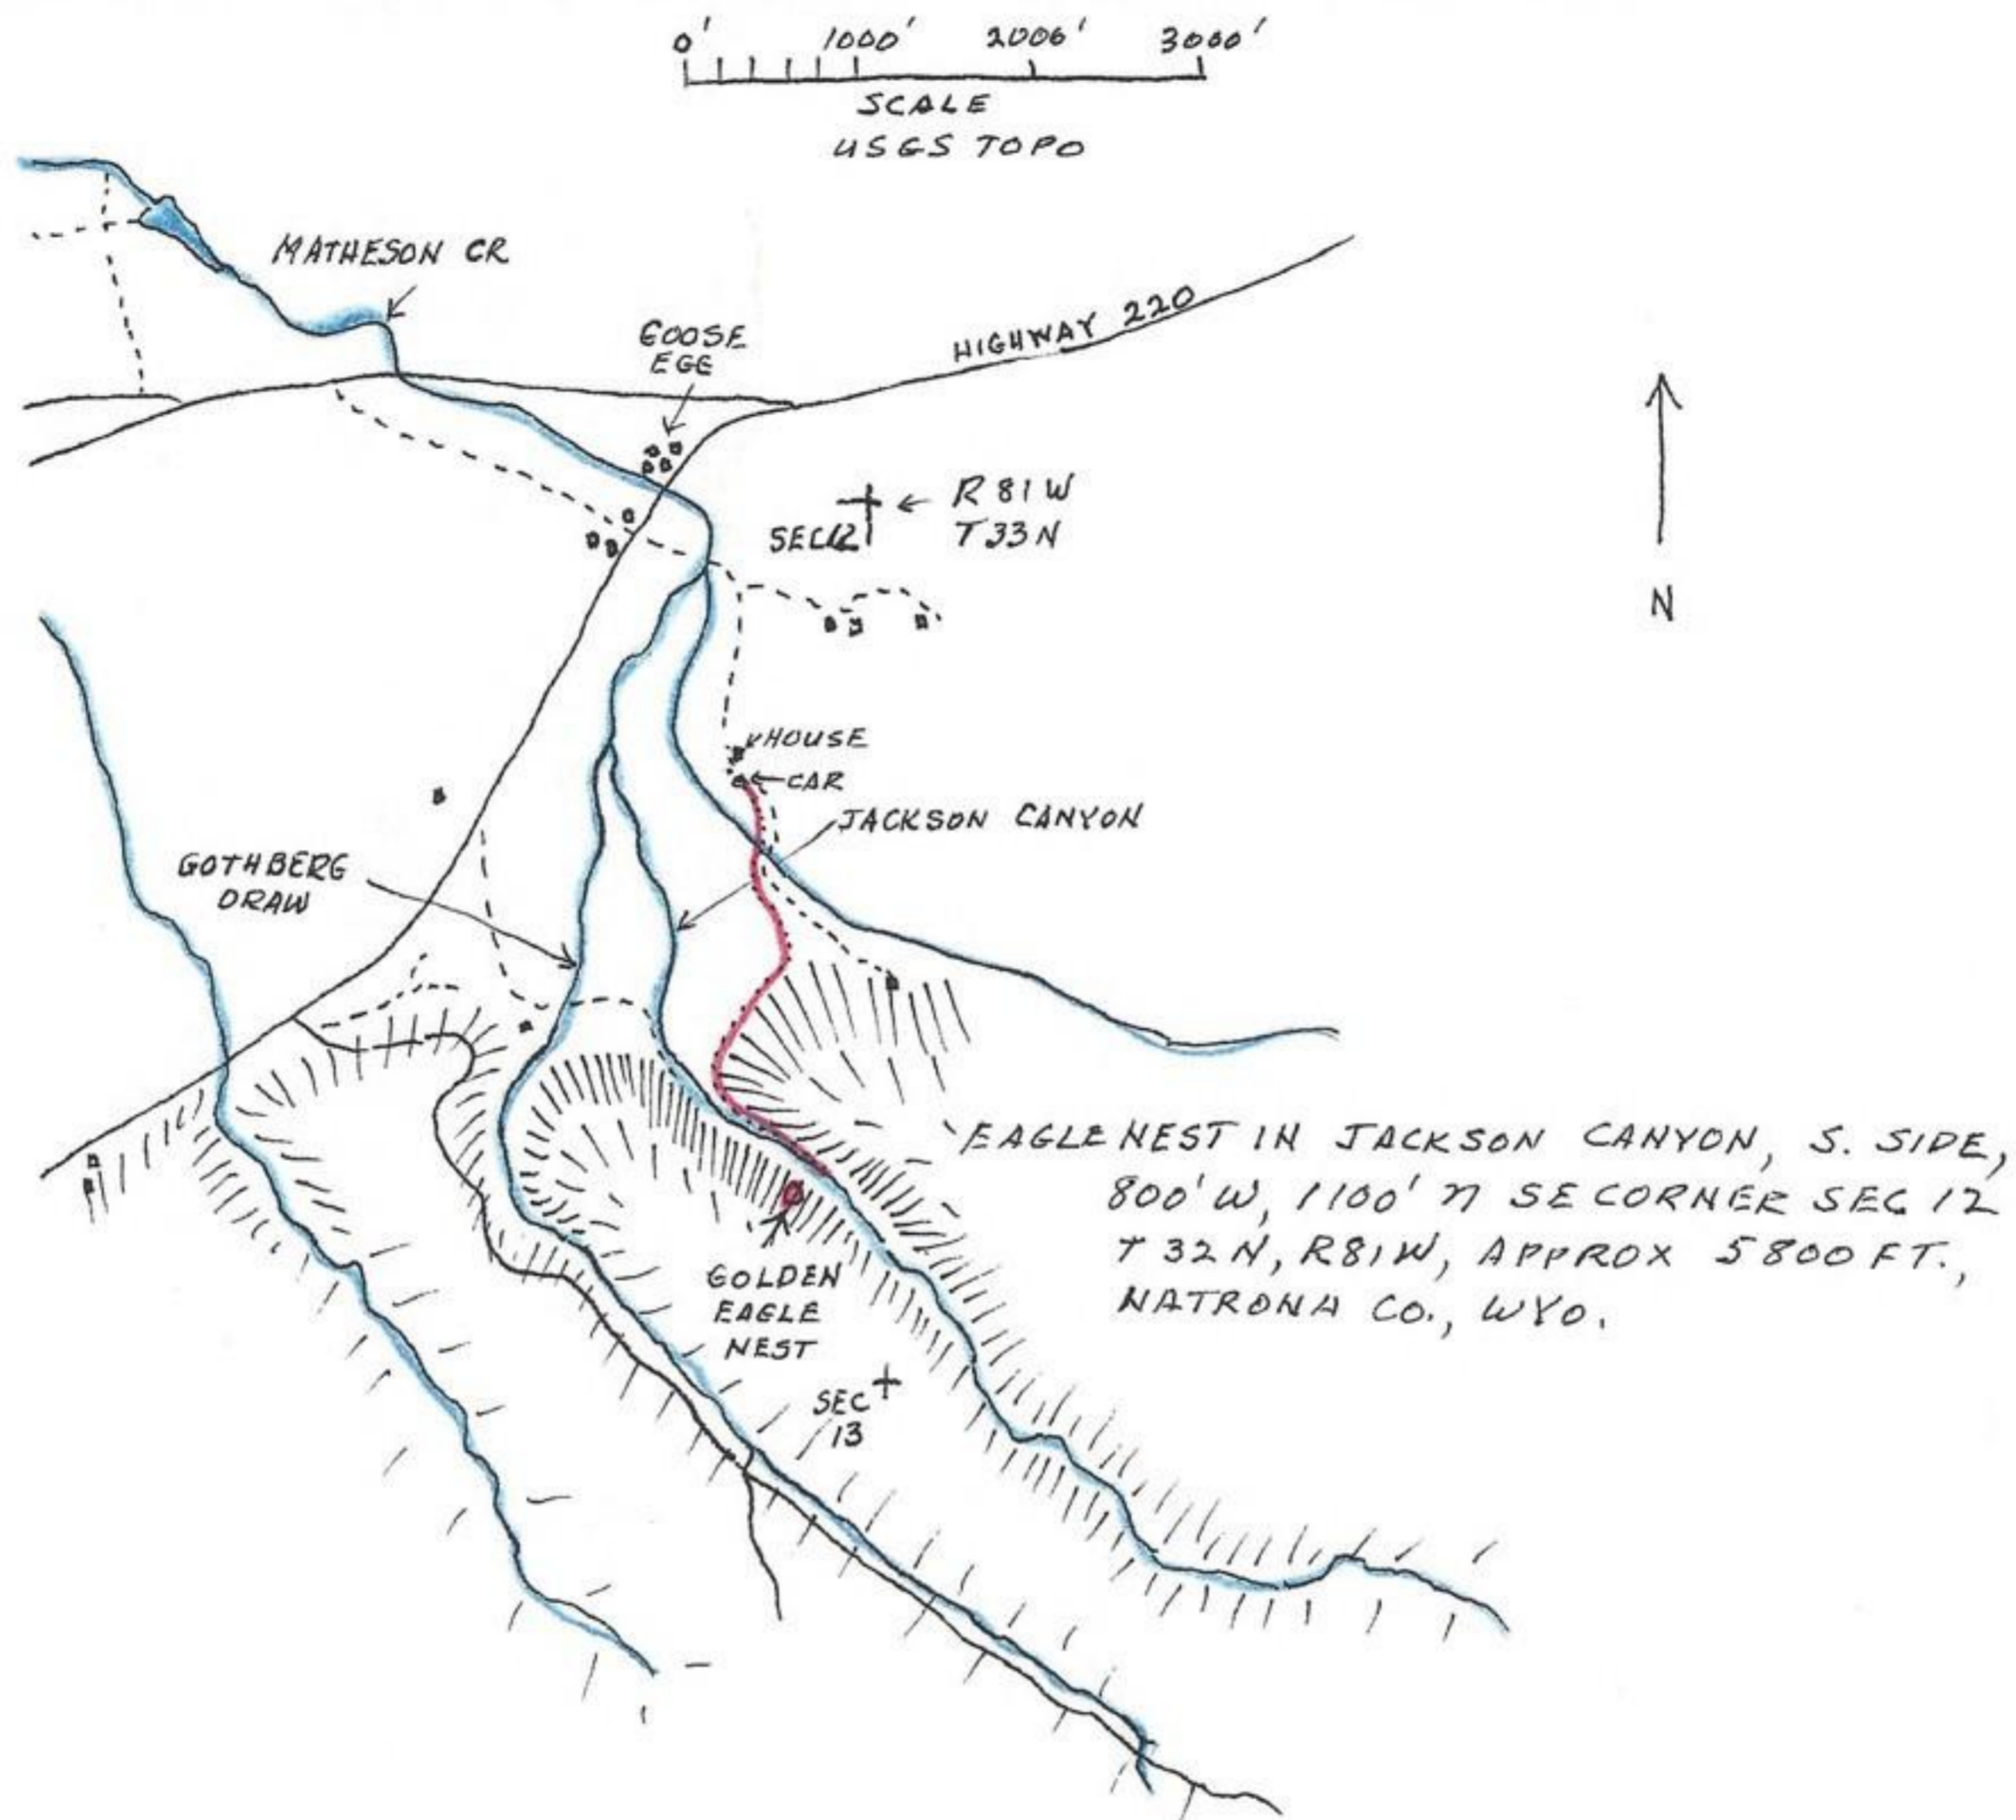 0' 1000' 2000' 3000'
SCALE
USGS TOPO
MATHESON CR
GOOSE
EGG
HIGHWAY 220
R 81 W
SEC 12 T 33 N
N
HOUSE
CAR
JACKSON CANYON
GOTHBERG
DRAW
EAGLE NEST IN JACKSON CANYON, S. SIDE,
800' W, 1100' N SE CORNER SEC 12
T 32 N, R81W, APPROX 5800 FT.,
NATRONA CO., WYO.
GOLDEN
EAGLE
NEST
SEC
13